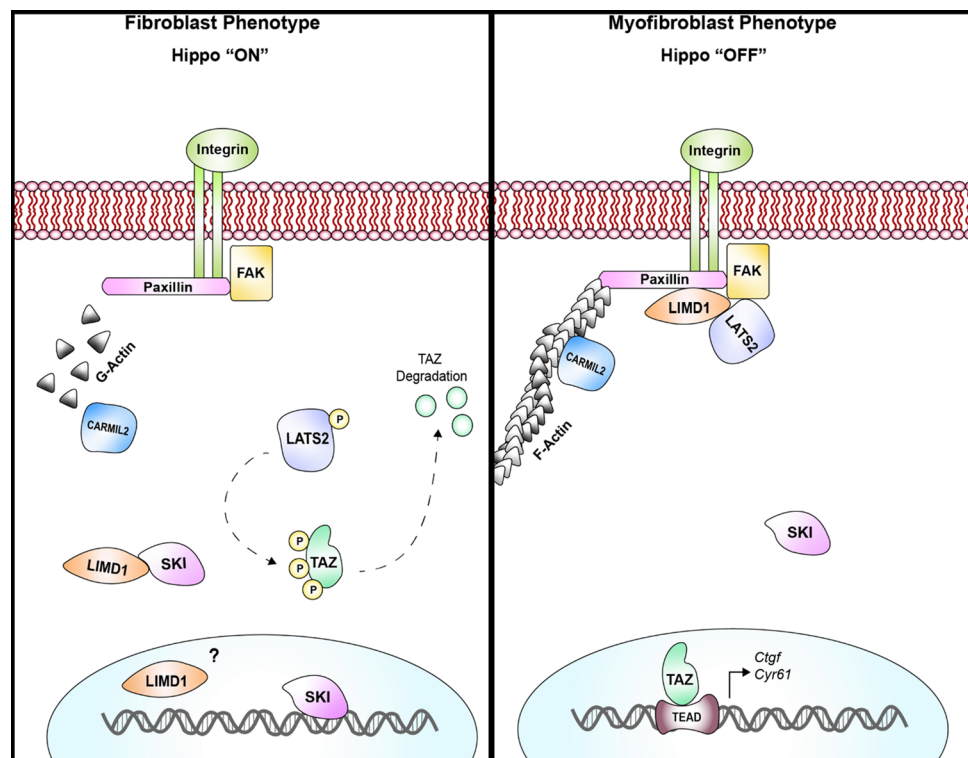 Fibroblast Phenotype
Hippo “ON”
Integrin
FAK
Paxillin
G-Actin
CARMIL2
TAZ
Degradation
LATS2
P
P
P
P
TAZ
LIMD1
SKI
LIMD1
?
SKI
Myofibroblast Phenotype
Hippo “OFF”
Integrin
FAK
Paxillin
LIMD1
LATS2
CARMIL2
F-Actin
SKI
TAZ
TEAD
Ctgf
Cyr61